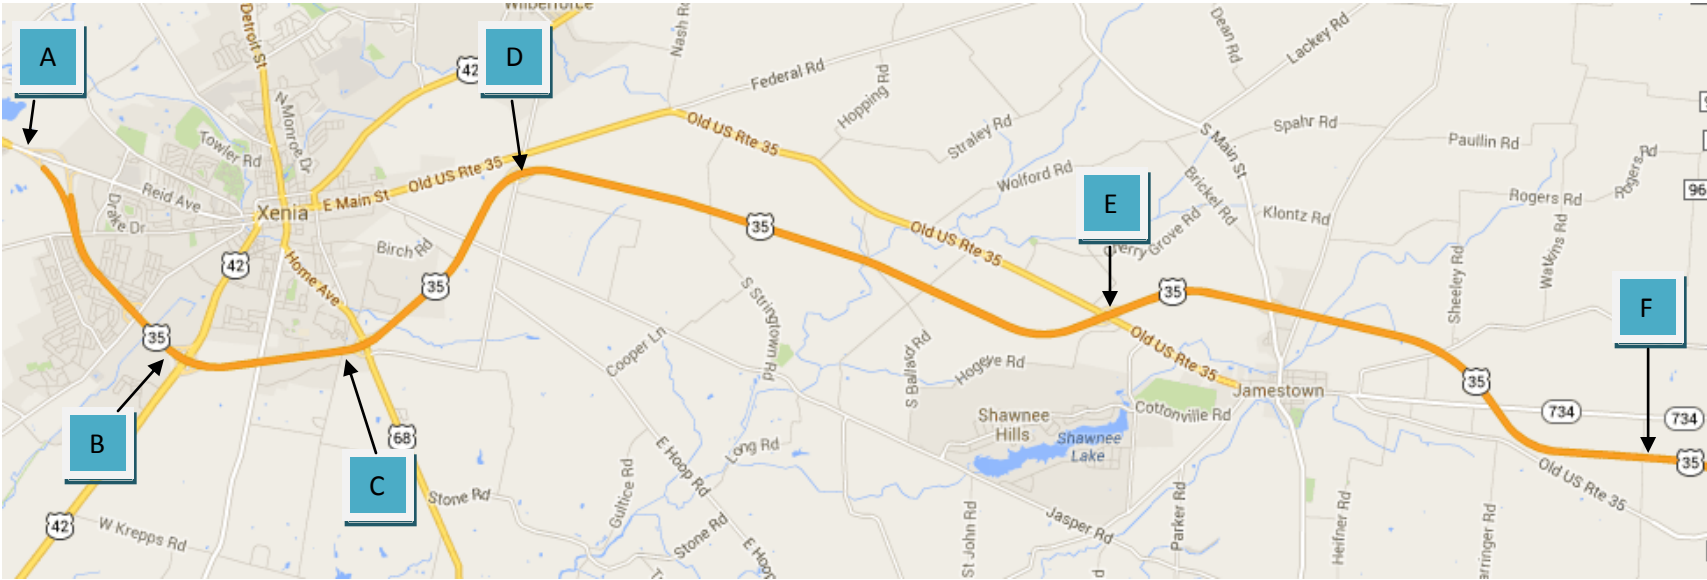 Wilberforce
A
Detroit St
42
D
Nash Rd
Federal Rd
Hopping Rd
Dean Rd
Lackey Rd
N Monroe Dr
Towler Rd
Old US Rte 35
Straley Rd
S Main St
Spahr Rd
Paullin Rd
Rogers Rd
96
Reid Ave
Drake Dr
Xenia
E Main St
Old US Rte 35
Wolford Rd
E
Brickel Rd
Klontz Rd
Rogers Rd
Watkins Rd
35
Old US Rte 35
Cherry Grove Rd
Birch Rd
42
Home Ave
35
S Stringtown Rd
35
Sheeley Rd
F
35
Cooper Ln
S Ballard Rd
Hogeye Rd
Old US Rte 35
Jamestown
35
734
734
B
68
Shawnee
Hills
Shawnee
Lake
Cottonville Rd
C
E Hoop Rd
Long Rd
35
Old US Rte 35
Stone Rd
Gultice Rd
42
W Krepps Rd
Stone Rd
E Hoop
St John Rd
Jasper Rd
Parker Rd
Heifner Rd
arringer Rd